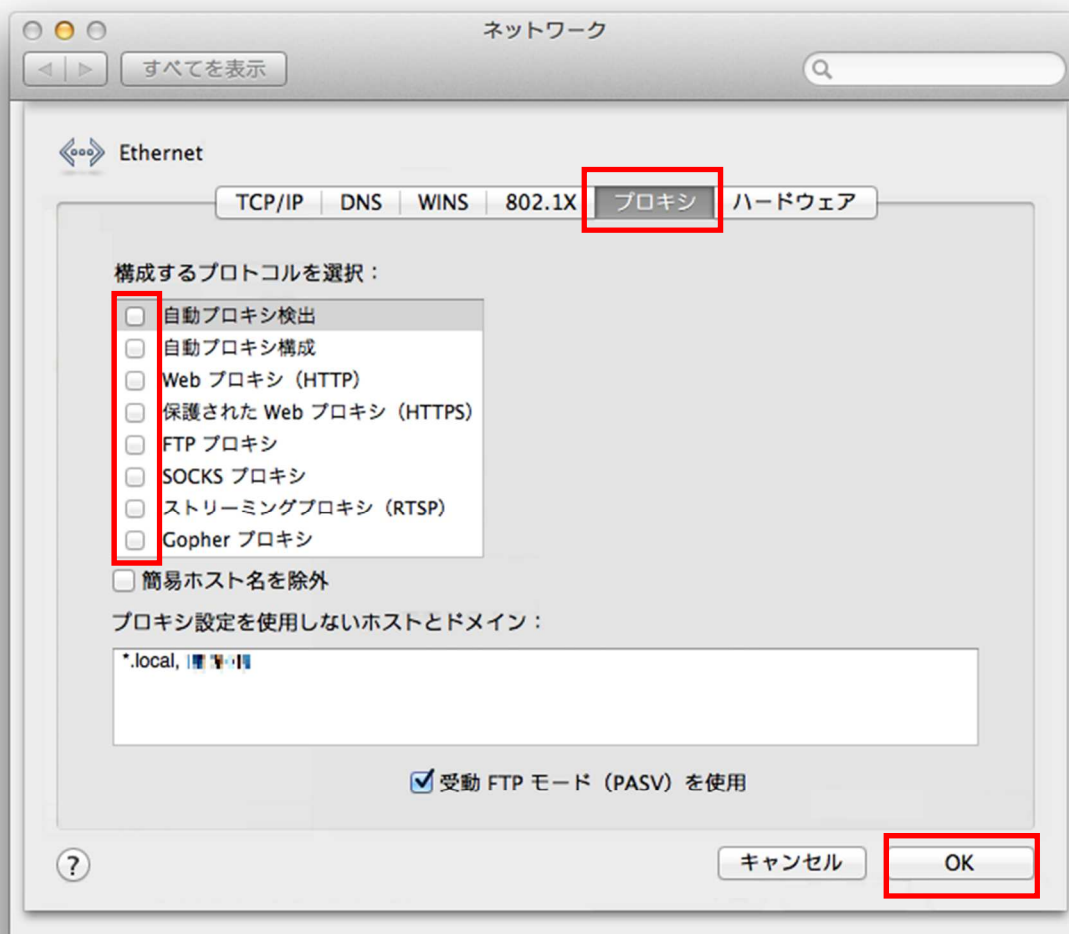 ネットワーク
すべてを表示
Ethernet
TCP/IP DNS WINS 802.1X プロキシ ハードウェア
構成するプロトコルを選択：
自動プロキシ検出
自動プロキシ構成
Web プロキシ（HTTP）
保護された Web プロキシ（HTTPS）
FTP プロキシ
SOCKS プロキシ
ストリーミングプロキシ（RTSP）
Gopher プロキシ
簡易ホスト名を除外
プロキシ設定を使用しないホストとドメイン：
*.local,
受動 FTP モード（PASV）を使用
? キャンセル OK